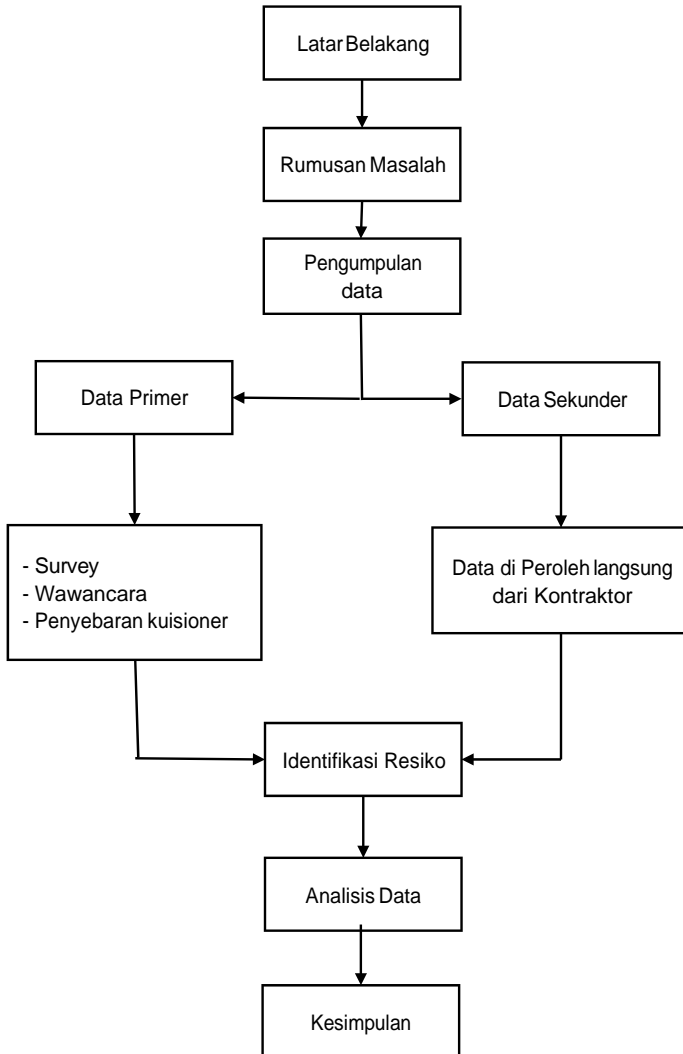 Latar Belakang
Rumusan Masalah
Pengumpulan
data
Data Primer
Data Sekunder
- Survey
- Wawancara
- Penyebaran kuisioner
Data di Peroleh langsung
dari Kontraktor
Identifikasi Resiko
Analisis Data
Kesimpulan